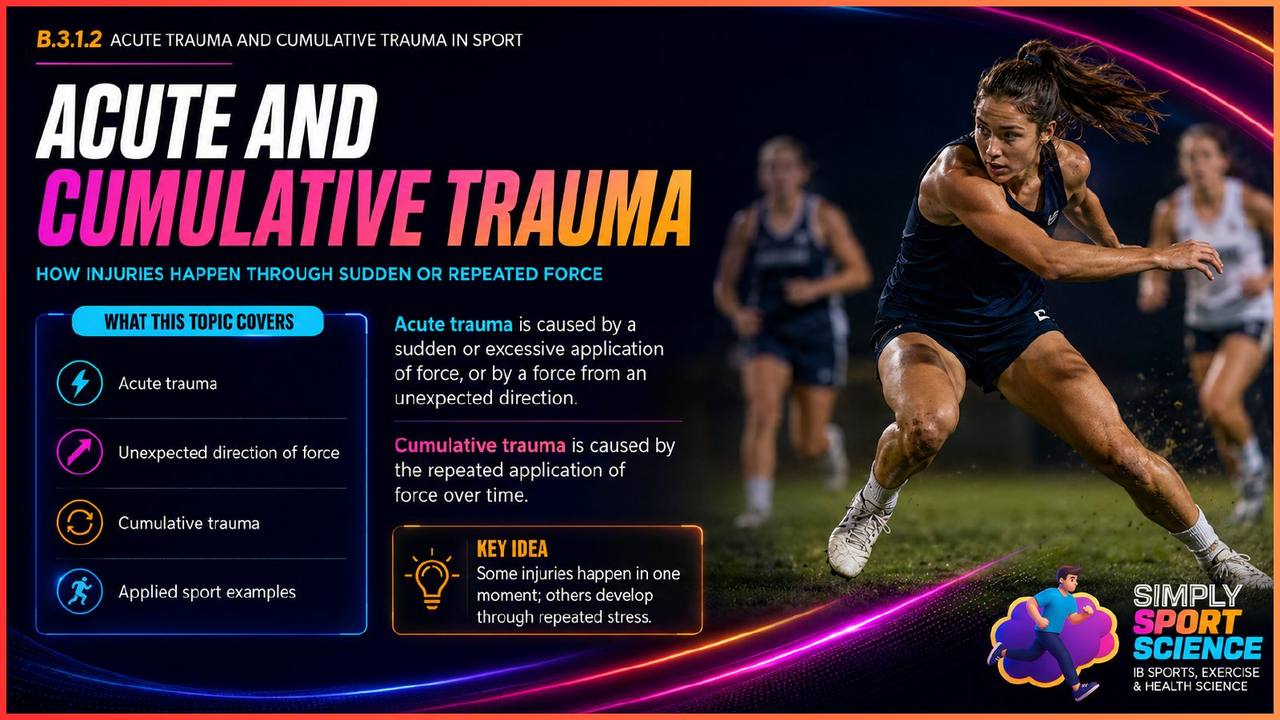 B.3.1.2 ACUTE TRAUMA AND CUMULATIVE TRAUMA IN SPORT
ACUTE AND
CUMULATIVE TRAUMA
HOW INJURIES HAPPEN THROUGH SUDDEN OR REPEATED FORCE
WHAT THIS TOPIC COVERS
Acute trauma
Unexpected direction of force
Cumulative trauma
Applied sport examples
Acute trauma is caused by a
sudden or excessive application
of force, or by a force from an
unexpected direction.
Cumulative trauma is caused by
the repeated application of
force over time.
KEY IDEA
Some injuries happen in one
moment; others develop
through repeated stress.
SIMPLY
SPORT
SCIENCE
IB SPORTS, EXERCISE
& HEALTH SCIENCE